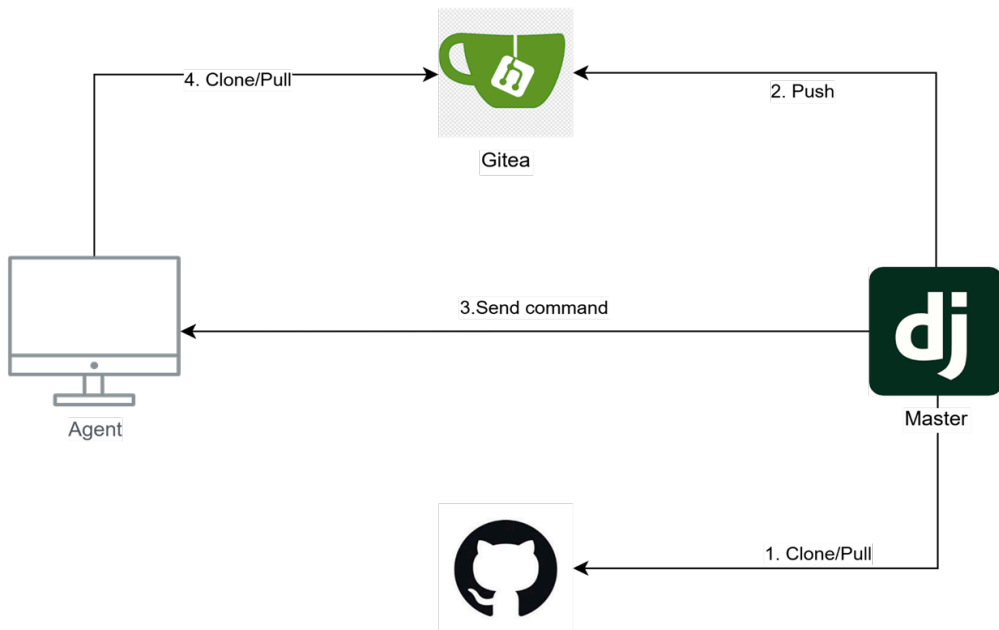 4. Clone/Pull
2. Push
Gitea
3.Send command
dj
Agent
Master
1. Clone/Pull